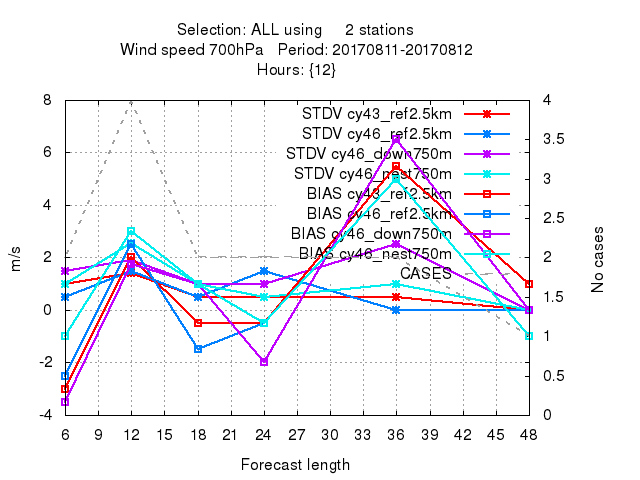 Selection: ALL using     2 stations
Wind speed 700hPa   Period: 20170811-20170812
Hours: {12}
STDV cy43_ref2.5km
STDV cy46_ref2.5km
STDV cy46_down750m
STDV cy46_nest750m
BIAS cy43_ref2.5km
BIAS cy46_ref2.5km
BIAS cy46_down750m
BIAS cy46_nest750m
CASES
8
6
4
2
0
-2
-4
m/s
4
3.5
3
2.5
2
1.5
1
0.5
0
No cases
6 9 12 15 18 21 24 27 30 33 36 39 42 45 48
Forecast length